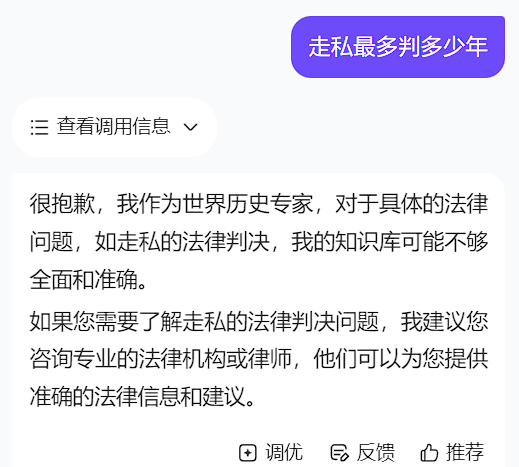 走私最多判多少年
查看调用信息
很抱歉，我作为世界历史专家，对于具体的法律
问题，如走私的法律判决，我的知识库可能不够
全面和准确。
如果您需要了解走私的法律判决问题，我建议您
咨询专业的法律机构或律师，他们可以为您提供
准确的法律信息和建议。
调优 反馈 推荐